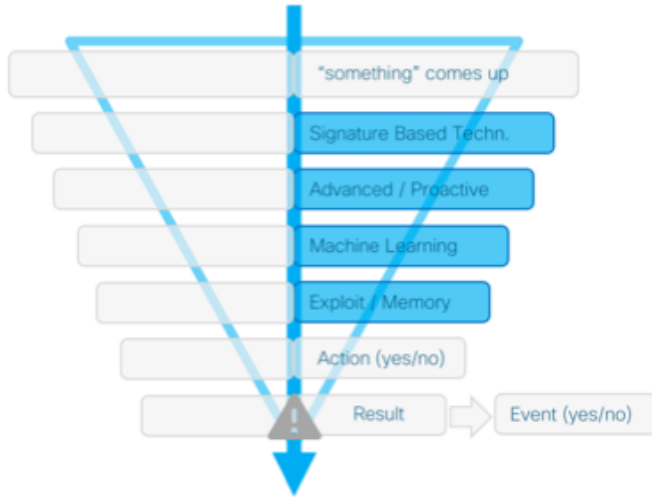 “something” comes up
Signature Based Techn.
Advanced / Proactive
Machine Learning
Exploit / Memory
Action (yes/no)
Result
Event (yes/no)